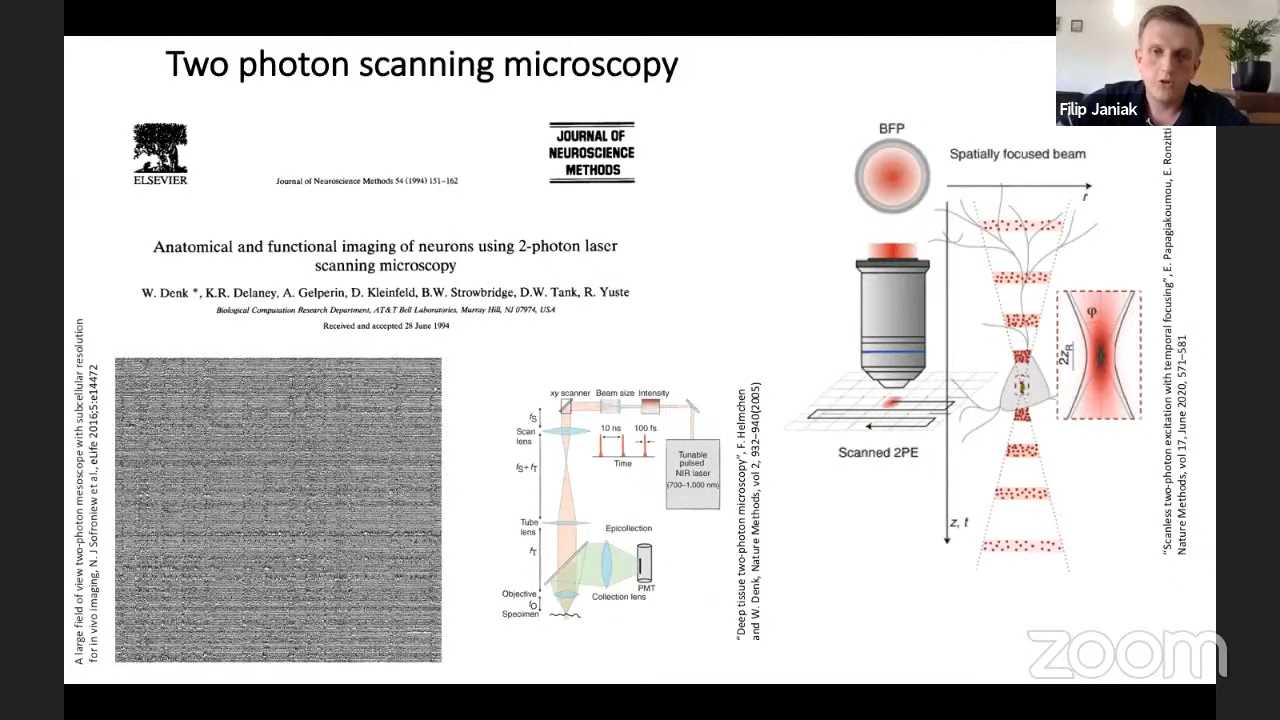 Two photon scanning microscopy
Filip Janiak
ELSEVIER
Journal of Neuroscience Methods 54 (1994) 151-162
JOURNAL OF
NEUROSCIENCE
METHODS
Anatomical and functional imaging of neurons using 2-photon laser
scanning microscopy
W. Denk *, K.R. Delaney, A. Gelperin, D. Kleinfeld, B.W. Strowbridge, D.W. Tank, R. Yuste
Biological Computation Research Department, AT&T Bell Laboratories, Murray Hill, NJ 07974, USA
Received and accepted 28 June 1994
A large field of view two-photon mesoscope with subcellular resolution
for in vivo imaging, N. J Sofroniew et al., eLife 2016;5:e14472
xy scanner
Beam size
Intensity
fS
Scan
lens
10 ns
100 fs
Time
Tunable
pulsed
NIR laser
(700–1,000 nm)
fS + fT
Tube
lens
Epicollection
fT
PMT
Collection lens
Objective
fO
Specimen
"Deep tissue two-photon microscopy", F. Helmchen
and W. Denk, Nature Methods, vol 2, 932–940(2005)
BFP
Spatially focused beam
r
φ
2zR
Scanned 2PE
z, t
"Scanless two-photon excitation with temporal focusing", E. Papagiakoumou, E. Ronzitti
Nature Methods, vol 17, June 2020, 571–581
zoom